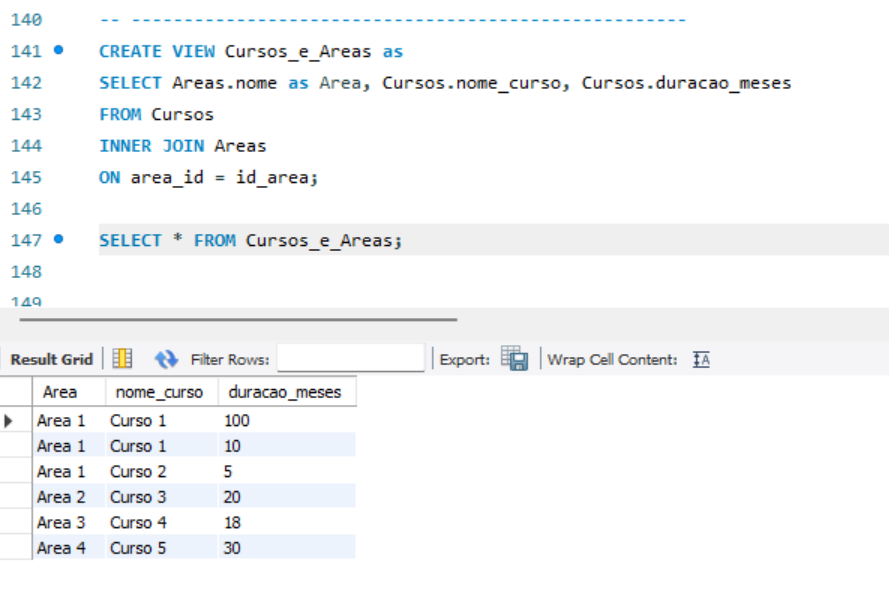 140 -- -----------------------------------------------------
141 CREATE VIEW Cursos_e_Areas as
142 SELECT Areas.nome as Area, Cursos.nome_curso, Cursos.duracao_meses
143 FROM Cursos
144 INNER JOIN Areas
145 ON area_id = id_area;
146
147 SELECT * FROM Cursos_e_Areas;
148
149
Result Grid Filter Rows: Export: Wrap Cell Content: IA
Area nome_curso duracao_meses
Area 1 Curso 1 100
Area 1 Curso 1 10
Area 1 Curso 2 5
Area 2 Curso 3 20
Area 3 Curso 4 18
Area 4 Curso 5 30